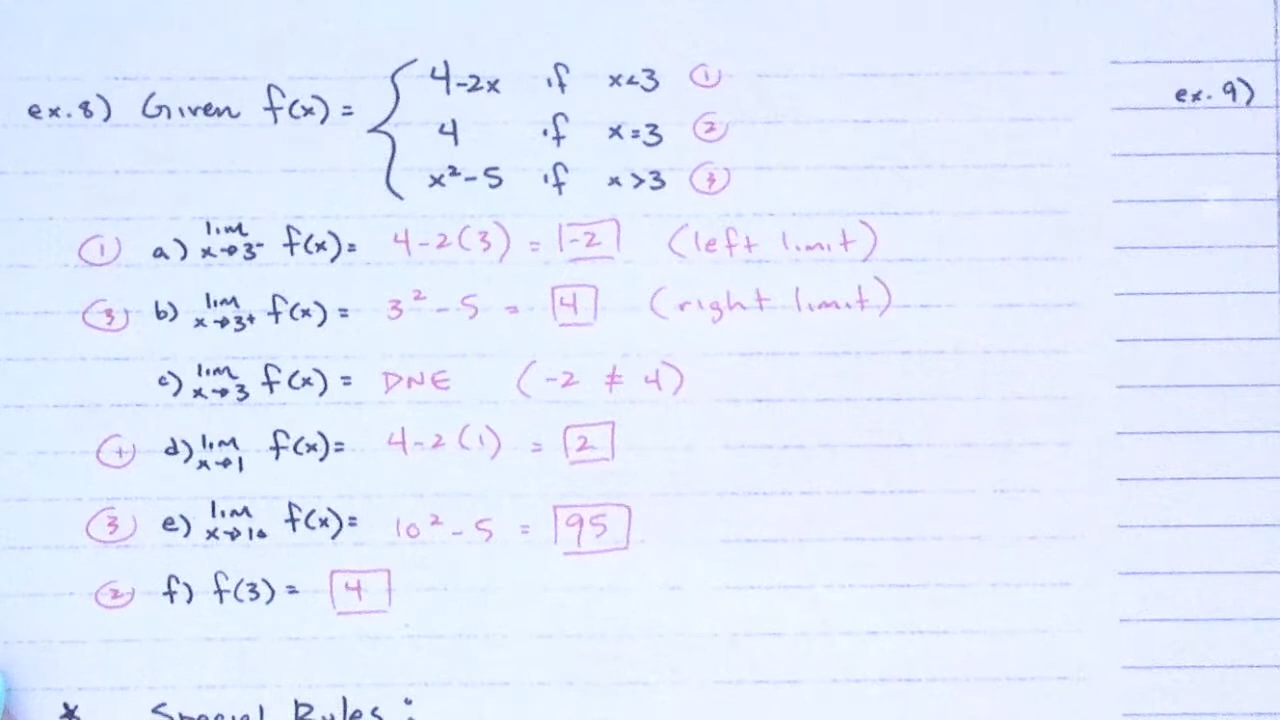 ex. 8) Given f(x) = { 4-2x if x<3 ①
4 if x=3 ②
x²-5 if x>3 ③
① a) lim x→3⁻ f(x) = 4-2(3) = -2 (left limit)
③ b) lim x→3⁺ f(x) = 3²-5 = 4 (right limit)
c) lim x→3 f(x) = DNE (-2 ≠ 4)
① d) lim x→1 f(x) = 4-2(1) = 2
③ e) lim x→10 f(x) = 10²-5 = 95
② f) f(3) = 4
* Special Rules:
ex. 9)